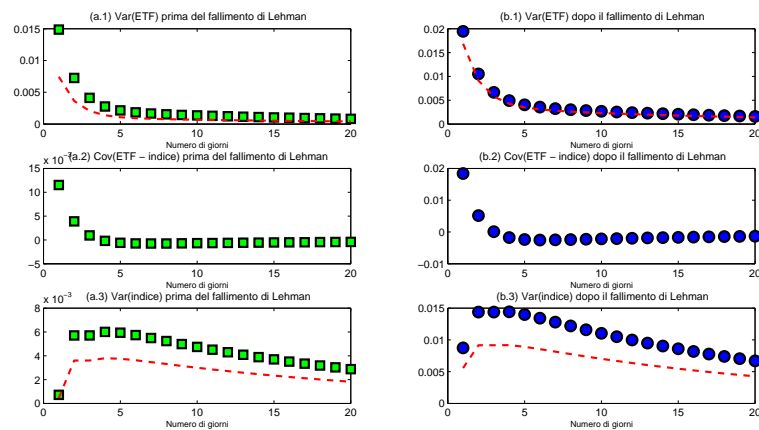 (a.1) Var(ETF) prima del fallimento di Lehman
0.015
0.01
0.005
0
0 5 10 15 20
Numero di giorni
(b.1) Var(ETF) dopo il fallimento di Lehman
0.02
0.015
0.01
0.005
0
0 5 10 15 20
Numero di giorni
x 10⁻³
(a.2) Cov(ETF − indice) prima del fallimento di Lehman
15
10
5
0
−5
0 5 10 15 20
Numero di giorni
(b.2) Cov(ETF − indice) dopo il fallimento di Lehman
0.02
0.01
0
−0.01
0 5 10 15 20
Numero di giorni
x 10⁻³
(a.3) Var(indice) prima del fallimento di Lehman
8
6
4
2
0
0 5 10 15 20
Numero di giorni
(b.3) Var(indice) dopo il fallimento di Lehman
0.015
0.01
0.005
0
0 5 10 15 20
Numero di giorni